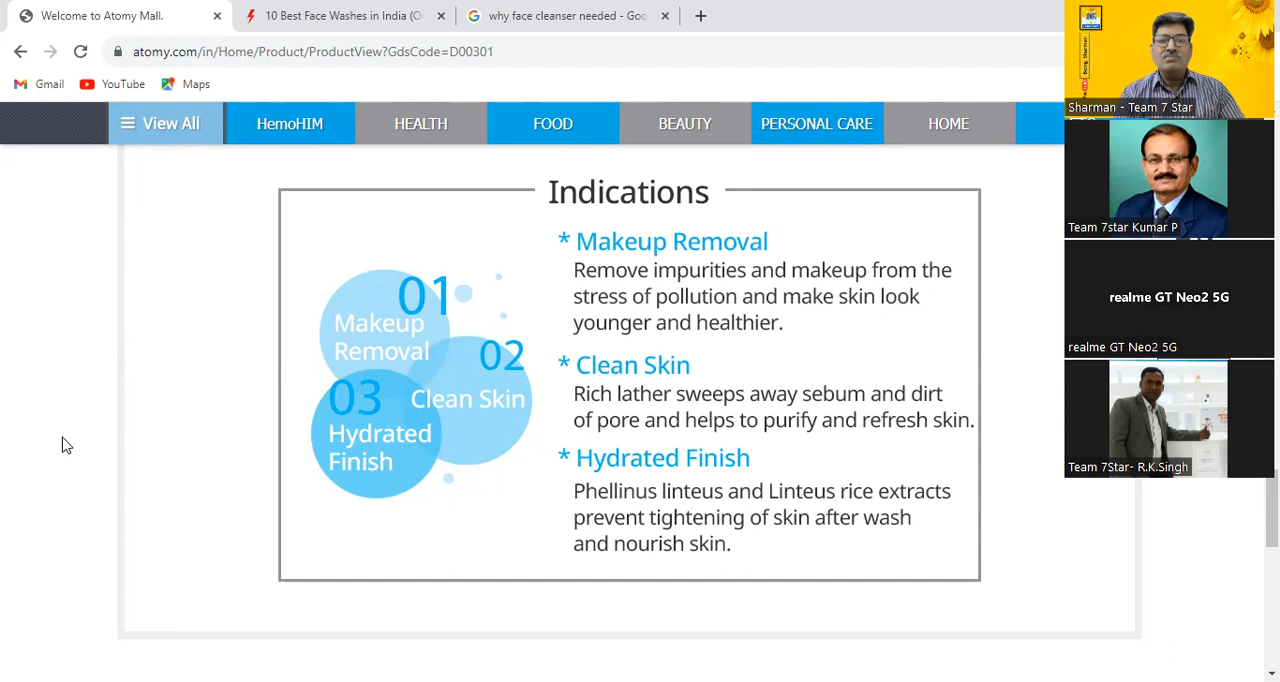 Welcome to Atomy Mall.
10 Best Face Washes in India (O
why face cleanser needed - Goo
atomy.com/in/Home/Product/ProductView?GdsCode=D00301
Gmail
YouTube
Maps
View All
HemoHIM
HEALTH
FOOD
BEAUTY
PERSONAL CARE
HOME
Indications
01
Makeup
Removal
02
Clean Skin
03
Hydrated
Finish
* Makeup Removal
Remove impurities and makeup from the
stress of pollution and make skin look
younger and healthier.
* Clean Skin
Rich lather sweeps away sebum and dirt
of pore and helps to purify and refresh skin.
* Hydrated Finish
Phellinus linteus and Linteus rice extracts
prevent tightening of skin after wash
and nourish skin.
Sharman - Team 7 Star
Team 7star Kumar P
realme GT Neo2 5G
realme GT Neo2 5G
Team 7Star- R.K.Singh